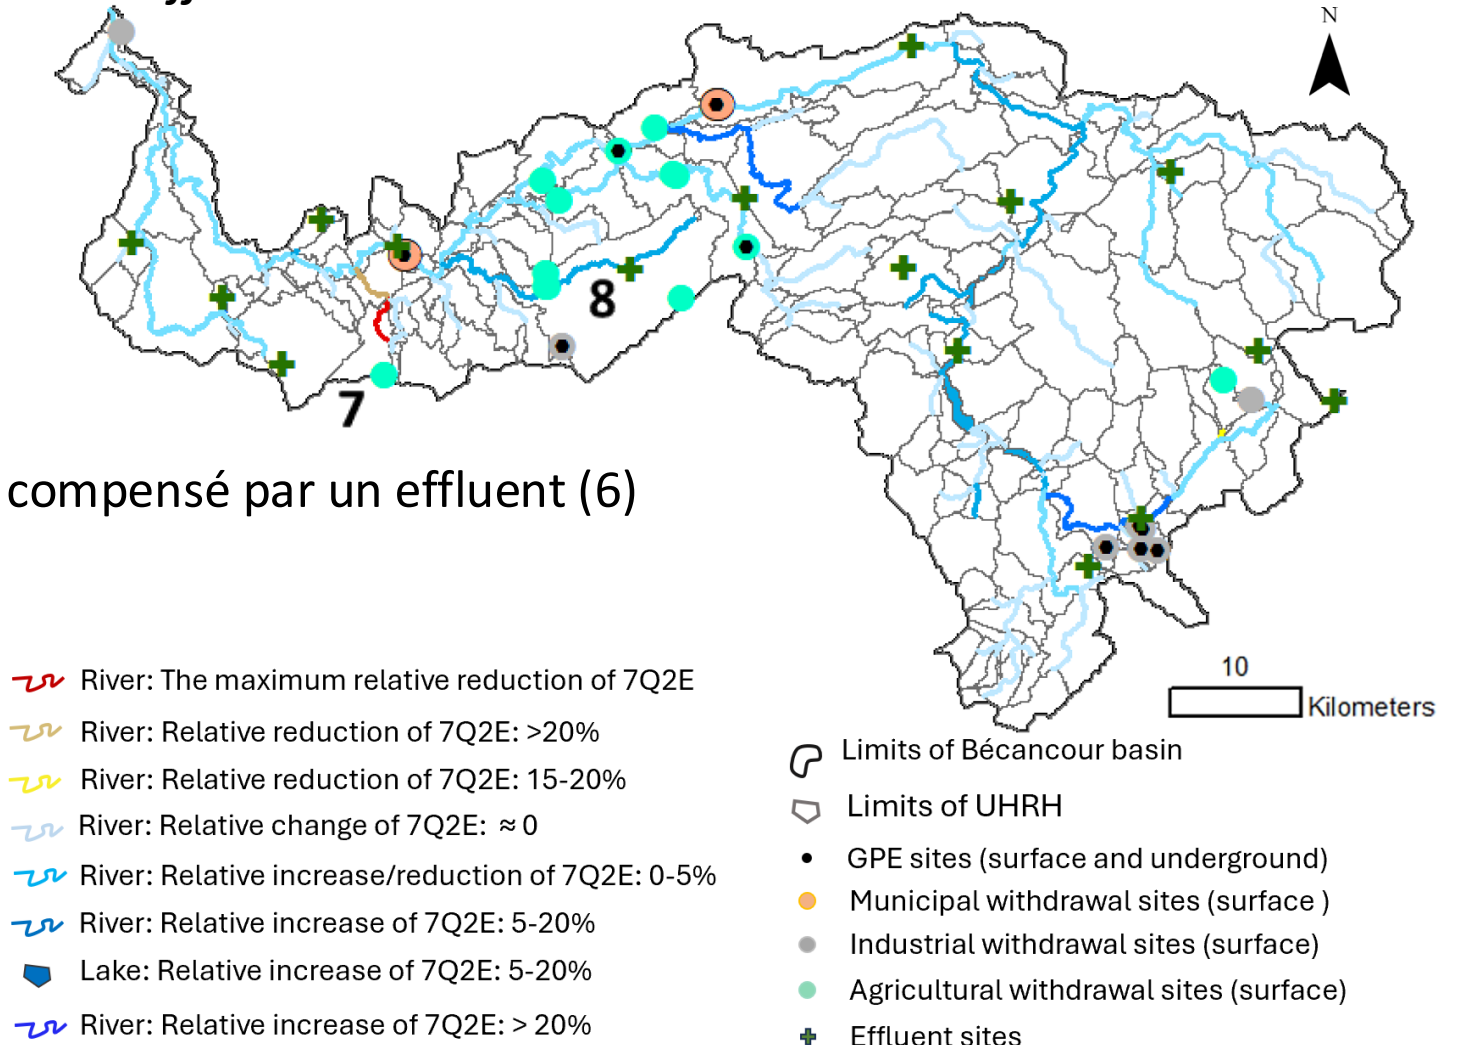 N
8
7
compensé par un effluent (6)
10
Kilometers
River: The maximum relative reduction of 7Q2E
River: Relative reduction of 7Q2E: >20%
River: Relative reduction of 7Q2E: 15-20%
River: Relative change of 7Q2E: ≈ 0
River: Relative increase/reduction of 7Q2E: 0-5%
River: Relative increase of 7Q2E: 5-20%
Lake: Relative increase of 7Q2E: 5-20%
River: Relative increase of 7Q2E: > 20%
Limits of Bécancour basin
Limits of UHRH
GPE sites (surface and underground)
Municipal withdrawal sites (surface )
Industrial withdrawal sites (surface)
Agricultural withdrawal sites (surface)
Effluent sites